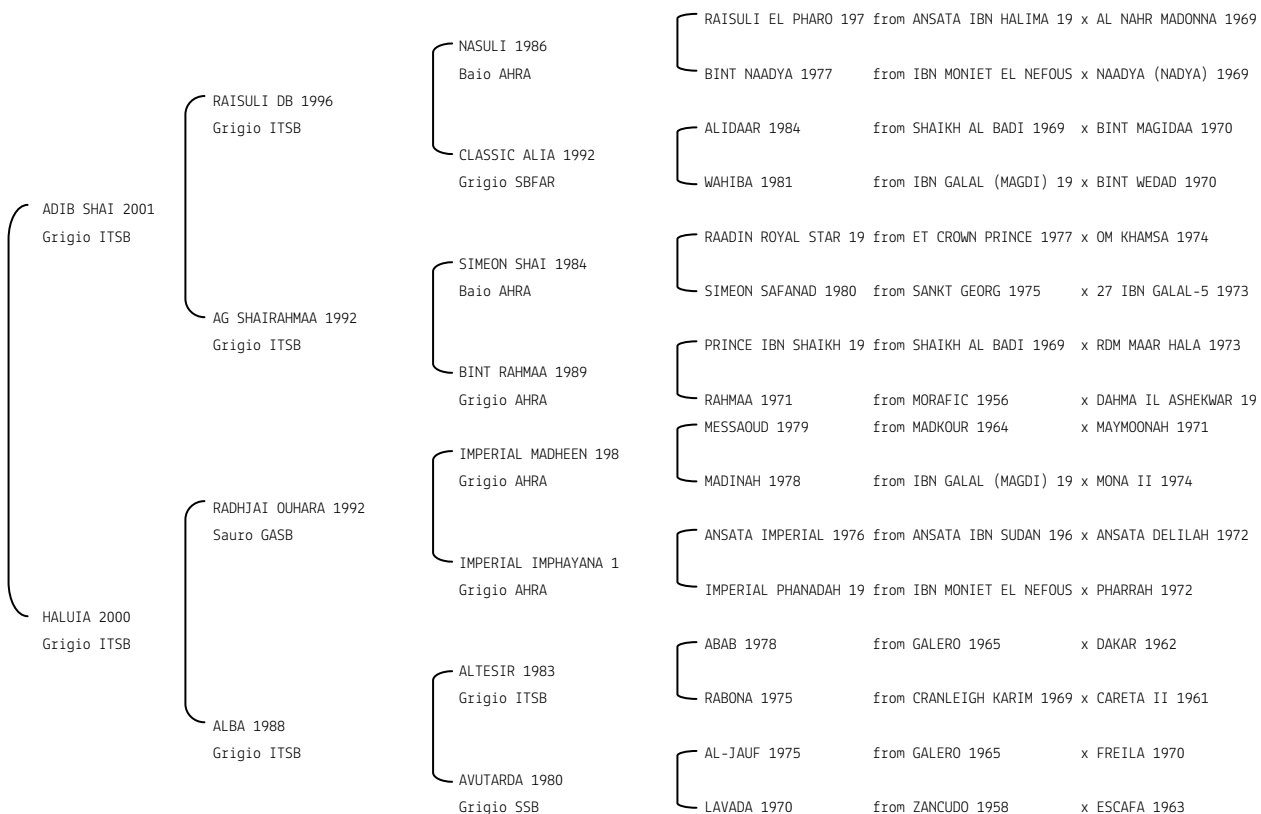 RAISULI EL PHARO 197 from ANSATA IBN HALIMA 19 x AL NAHR MADONNA 1969
NASULI 1986
Baio AHRA
BINT NAADYA 1977 from IBN MONIET EL NEFOUS x NAADYA (NADYA) 1969
RAISULI DB 1996
Grigio ITSB
ALIDAAR 1984 from SHAIKH AL BADI 1969 x BINT MAGIDAA 1970
CLASSIC ALIA 1992
Grigio SBFAR
WAHIBA 1981 from IBN GALAL (MAGDI) 19 x BINT WEDAD 1970
ADIB SHAI 2001
Grigio ITSB
RAADIN ROYAL STAR 19 from ET CROWN PRINCE 1977 x OM KHAMSA 1974
SIMEON SHAI 1984
Baio AHRA
SIMEON SAFANAD 1980 from SANKT GEORG 1975 x 27 IBN GALAL-5 1973
AG SHAIRAHMAA 1992
Grigio ITSB
PRINCE IBN SHAIKH 19 from SHAIKH AL BADI 1969 x RDM MAAR HALA 1973
BINT RAHMAA 1989
Grigio AHRA
RAHMAA 1971 from MORAFIC 1956 x DAHMA IL ASHEKWAR 19
MESSAOUD 1979 from MADKOUR 1964 x MAYMOONAH 1971
IMPERIAL MADHEEN 198
Grigio AHRA
MADINAH 1978 from IBN GALAL (MAGDI) 19 x MONA II 1974
RADHJAI OUHARA 1992
Sauro GASB
ANSATA IMPERIAL 1976 from ANSATA IBN SUDAN 196 x ANSATA DELILAH 1972
IMPERIAL IMPHAYANA 1
Grigio AHRA
IMPERIAL PHANADAH 19 from IBN MONIET EL NEFOUS x PHARRAH 1972
HALUIA 2000
Grigio ITSB
ABAB 1978 from GALERO 1965 x DAKAR 1962
ALTESIR 1983
Grigio ITSB
RABONA 1975 from CRANLEIGH KARIM 1969 x CARETA II 1961
ALBA 1988
Grigio ITSB
AL-JAUF 1975 from GALERO 1965 x FREILA 1970
AVUTARDA 1980
Grigio SSB
LAVADA 1970 from ZANCUDO 1958 x ESCAFA 1963